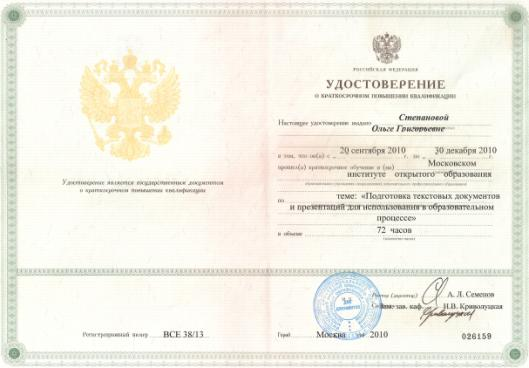 Удостоверение является государственным документом
о краткосрочном повышении квалификации
Регистрационный номер ВСЕ 38/13
РОССИЙСКАЯ ФЕДЕРАЦИЯ
УДОСТОВЕРЕНИЕ
О КРАТКОСРОЧНОМ ПОВЫШЕНИИ КВАЛИФИКАЦИИ
Настоящее удостоверение выдано Степановой
Ольге Григорьевне
в том, что он(а) с 20 сентября 2010 г. по 30 декабря 2010
прошел(а) краткосрочное обучение в (на) Московском
институте открытого образования
по теме: «Подготовка текстовых документов
и презентаций для использования в образовательном
процессе»
в объеме 72 часов
Ректор (директор) А. Л. Семенов
зав. каф. Н.В. Криволуцкая
Город Москва год 2010
026159